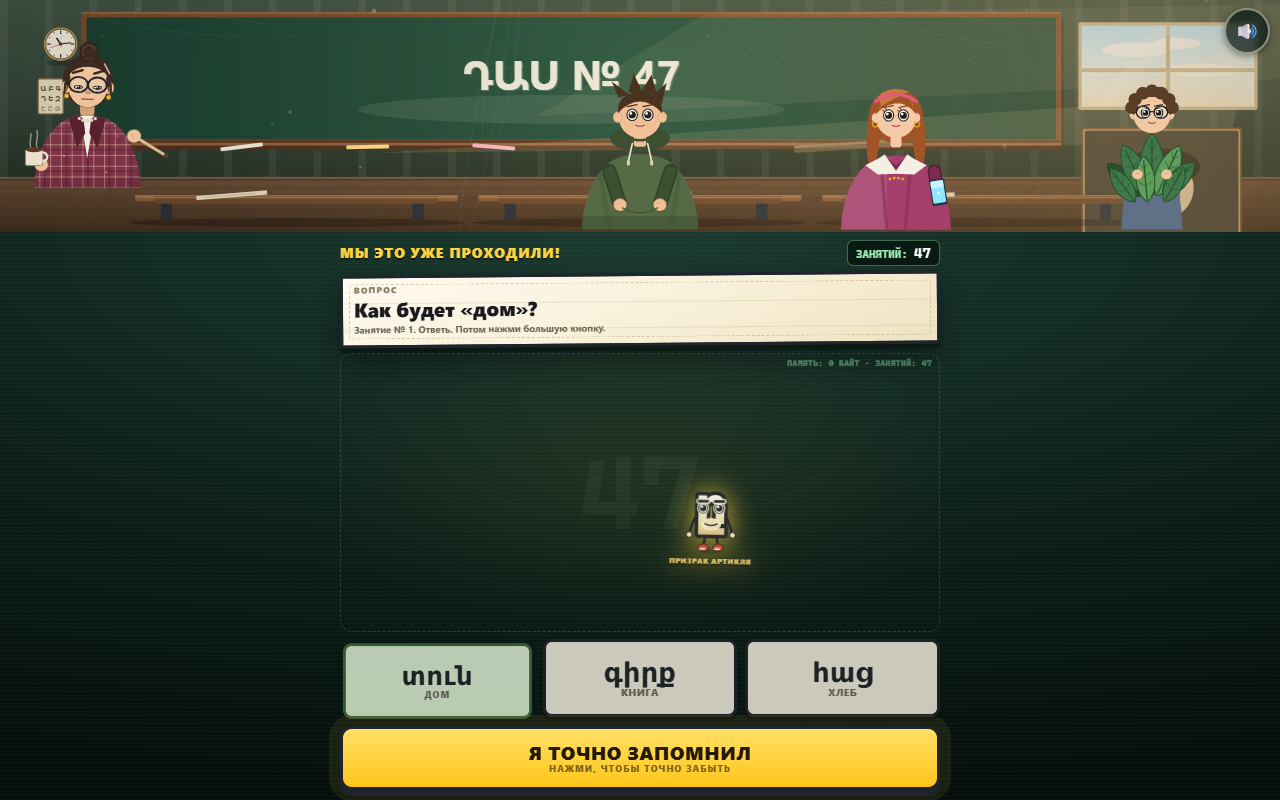 ԴԱՍ № 47
Ա Բ Գ
Դ Ե Զ
Է Ը Թ
МЫ ЭТО УЖЕ ПРОХОДИЛИ!
ЗАНЯТИЙ: 47
ВОПРОС
Как будет «дом»?
Занятие № 1. Ответь. Потом нажми большую кнопку.
ПАМЯТЬ: 0 БАЙТ · ЗАНЯТИЙ: 47
47
ПРИЗРАК АРТИКЛЯ
տուն
ДОМ
գիրք
КНИГА
հաց
ХЛЕБ
Я ТОЧНО ЗАПОМНИЛ
НАЖМИ, ЧТОБЫ ТОЧНО ЗАБЫТЬ